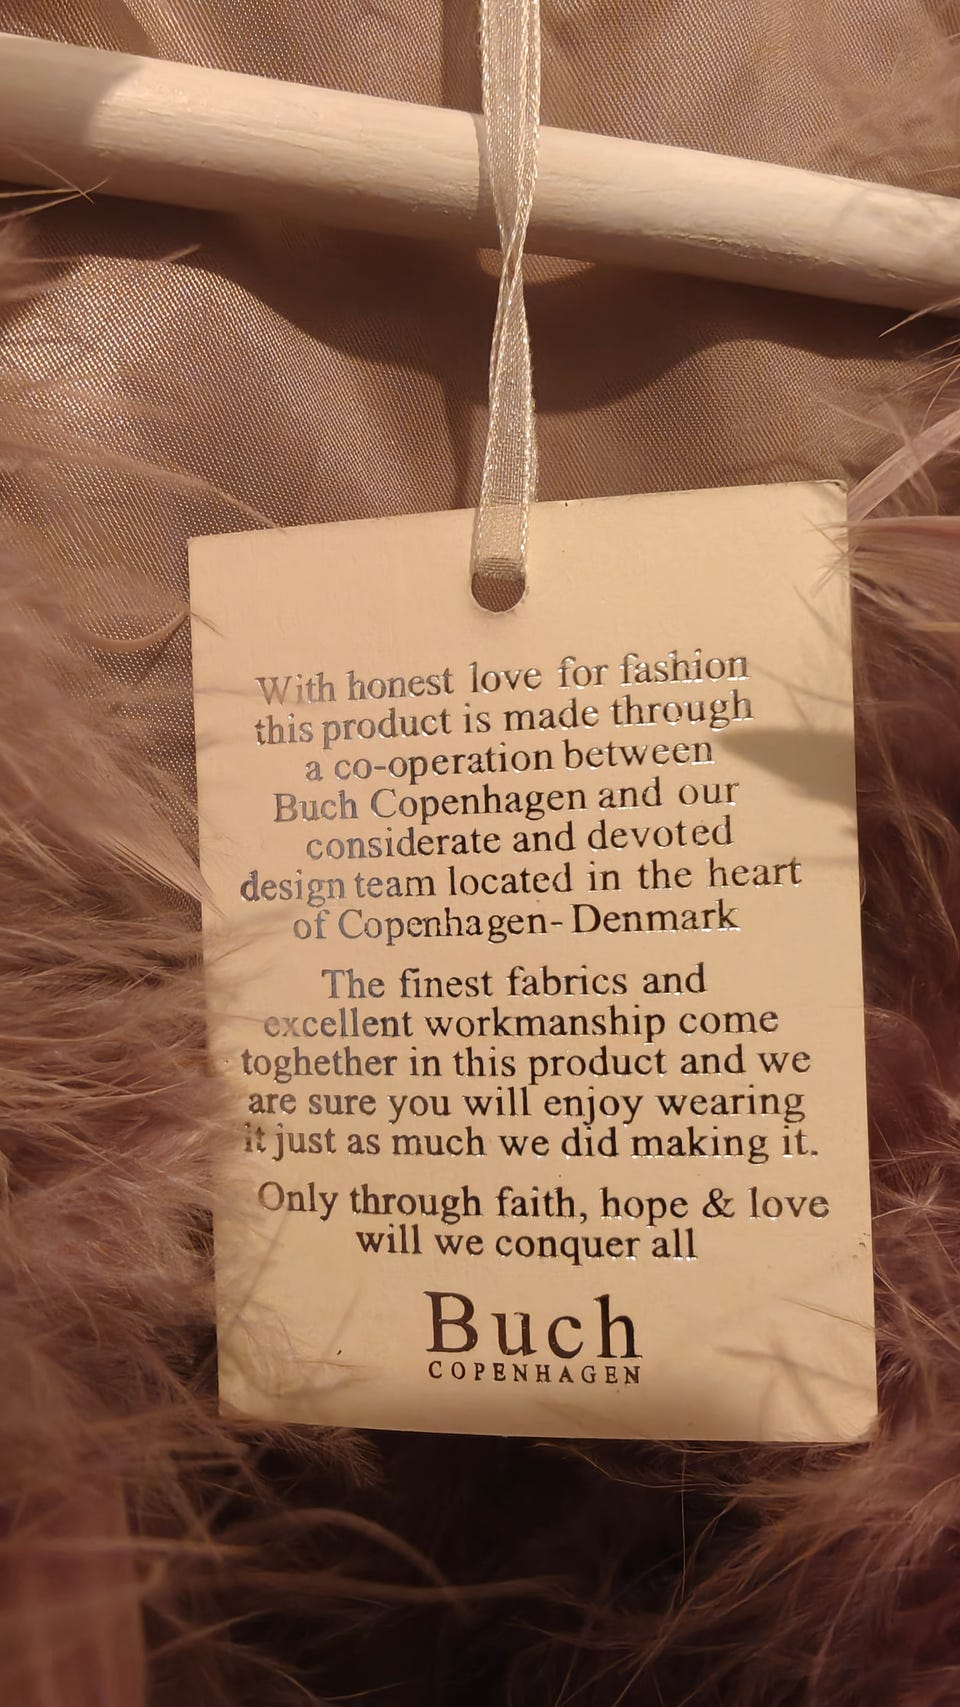 With honest love for fashion
this product is made through
a co-operation between
Buch Copenhagen and our
considerate and devoted
design team located in the heart
of Copenhagen- Denmark
The finest fabrics and
excellent workmanship come
toghether in this product and we
are sure you will enjoy wearing
it just as much we did making it.
Only through faith, hope & love
will we conquer all
Buch
COPENHAGEN